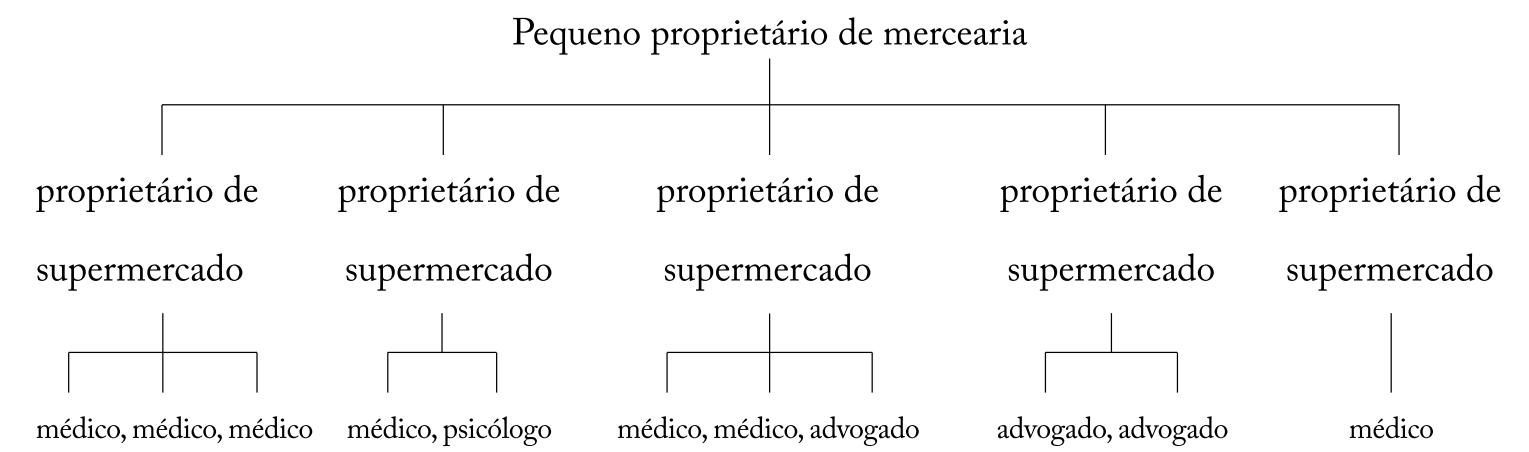 Pequeno proprietário de mercearia
proprietário de
supermercado
proprietário de
supermercado
proprietário de
supermercado
proprietário de
supermercado
proprietário de
supermercado
médico, médico, médico
médico, psicólogo
médico, médico, advogado
advogado, advogado
médico